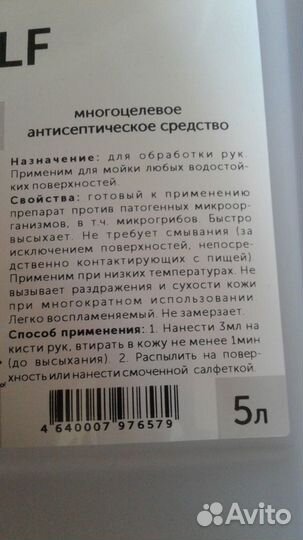 LF
многоцелевое
антисептическое средство
Назначение: для обработки рук.
Применим для мойки любых водостой-
ких поверхностей.
Свойства: готовый к применению
препарат против патогенных микроор-
ганизмов, в т.ч. микрогрибов. Быстро
высыхает. Не требует смывания (за
исключением поверхностей, непосред-
ственно контактирующих с пищей).
Применим при низких температурах. Не
вызывает раздражения и сухости кожи
при многократном использовании.
Легко воспламеняемый. Не замерзает.
Способ применения: 1. Нанести 3мл на
кисти рук, втирать в кожу не менее 1мин
(до высыхания). 2. Распылить на повер-
хность или нанести смоченной салфеткой.
4 640007 976579
5л
Avito